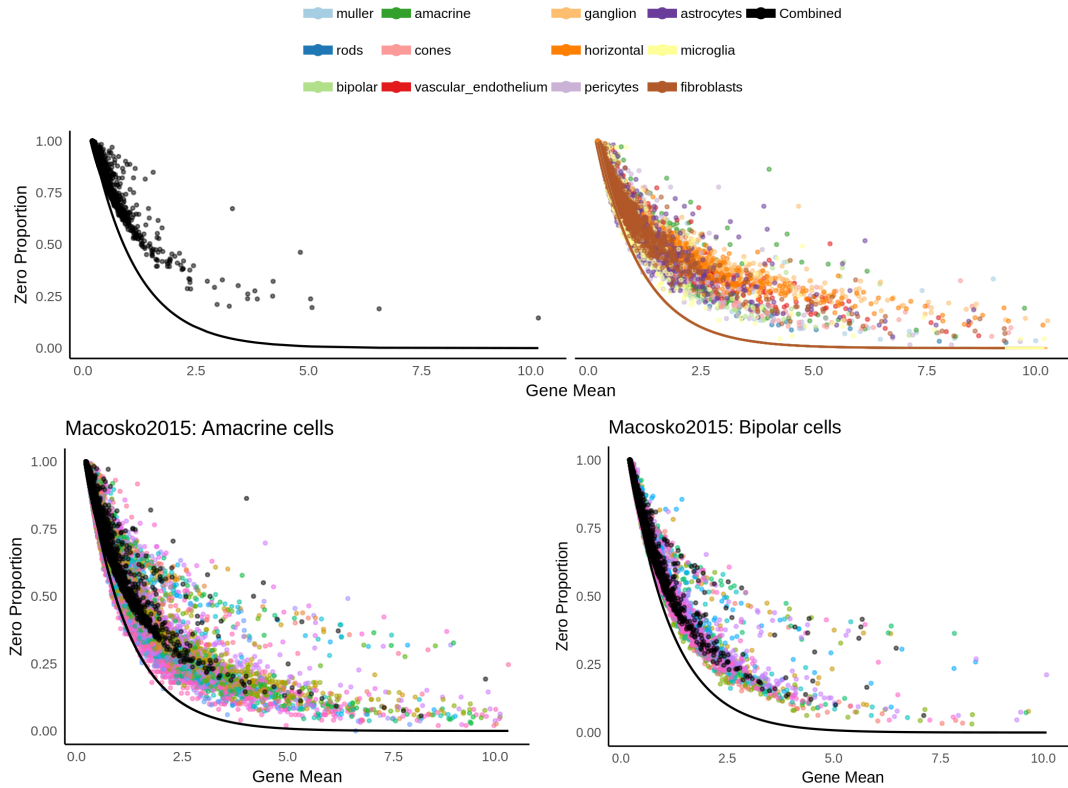 muller amacrine ganglion astrocytes Combined
rods cones horizontal microglia
bipolar vascular_endothelium pericytes fibroblasts
Zero Proportion
1.00
0.75
0.50
0.25
0.00
0.0 2.5 5.0 7.5 10.0 0.0 2.5 5.0 7.5 10.0
Gene Mean
Macosko2015: Amacrine cells
Zero Proportion
1.00
0.75
0.50
0.25
0.00
0.0 2.5 5.0 7.5 10.0
Gene Mean
Macosko2015: Bipolar cells
Zero Proportion
1.00
0.75
0.50
0.25
0.00
0.0 2.5 5.0 7.5 10.0
Gene Mean